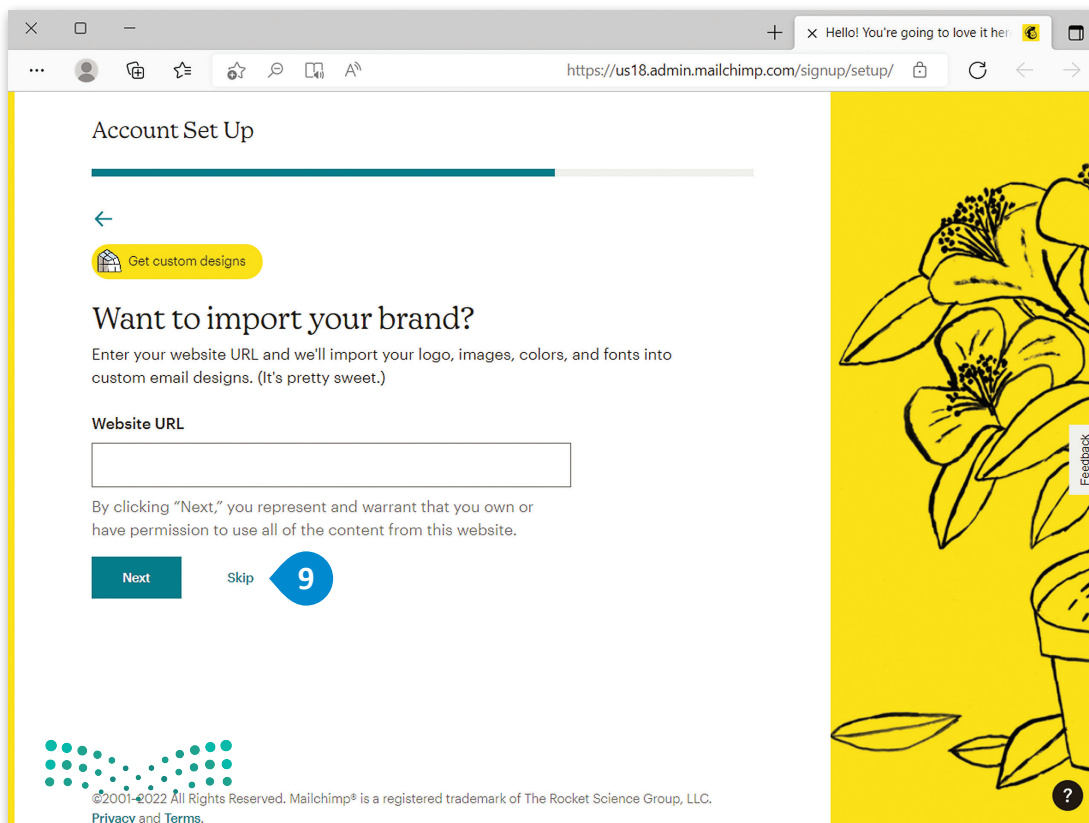 Hello! You're going to love it her
https://us18.admin.mailchimp.com/signup/setup/
Account Set Up
Get custom designs
Want to import your brand?
Enter your website URL and we'll import your logo, images, colors, and fonts into
custom email designs. (It's pretty sweet.)
Website URL
By clicking “Next,” you represent and warrant that you own or
have permission to use all of the content from this website.
Next
Skip
9
Feedback
?
©2001–2022 All Rights Reserved. Mailchimp® is a registered trademark of The Rocket Science Group, LLC.
Privacy and Terms.